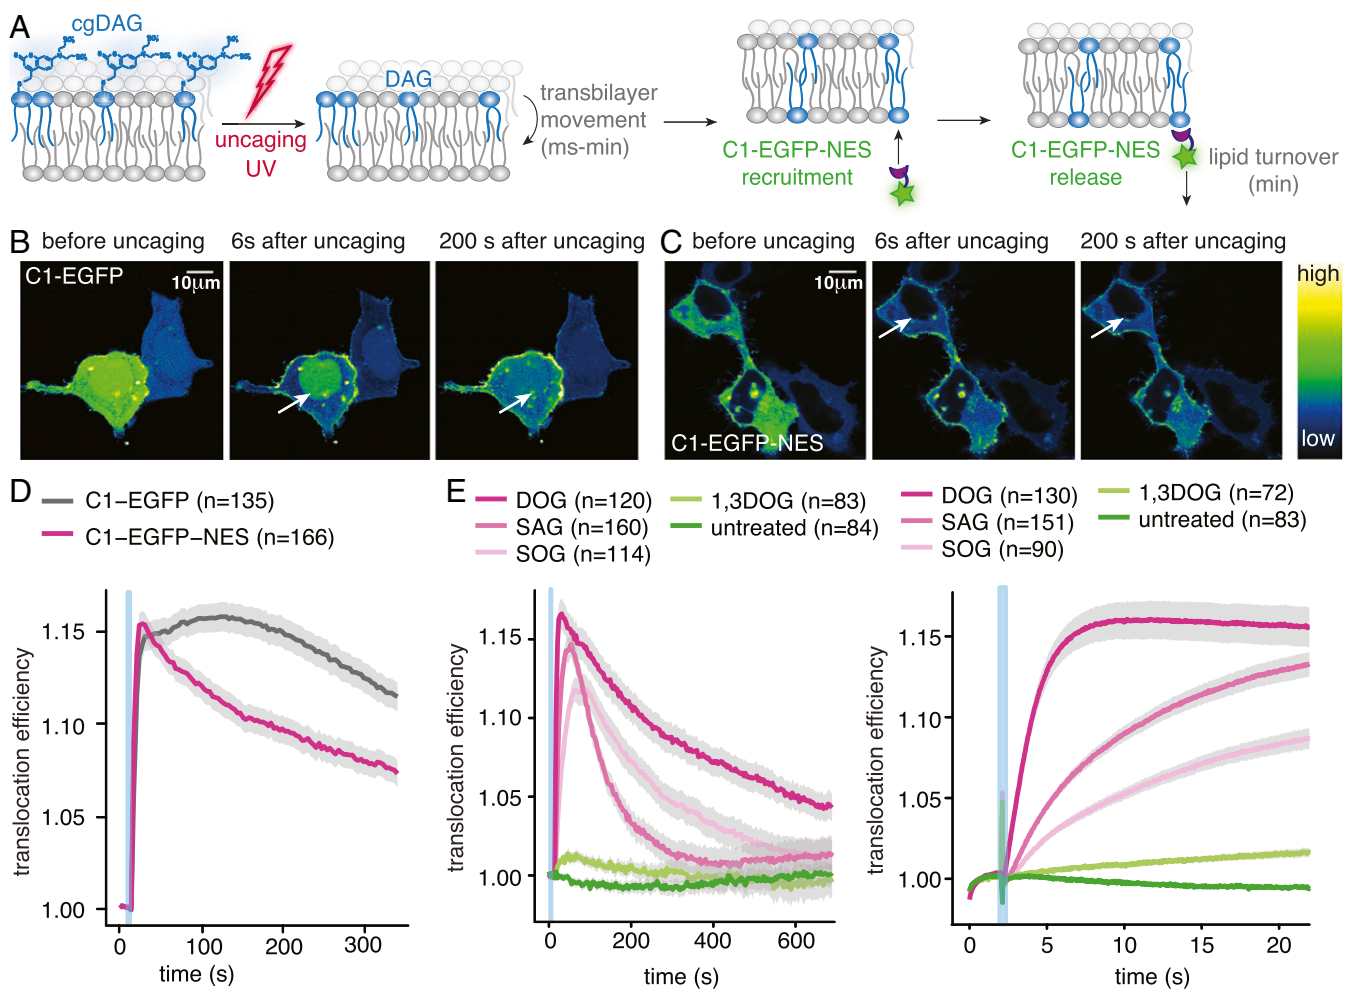 A
cgDAG
uncaging
UV
DAG
transbilayer
movement
(ms-min)
C1-EGFP-NES
recruitment
C1-EGFP-NES
release
lipid turnover
(min)
B before uncaging 6s after uncaging 200 s after uncaging
C1-EGFP
10μm
C before uncaging 6s after uncaging 200 s after uncaging
10μm
C1-EGFP-NES
high
low
D
C1–EGFP (n=135)
C1–EGFP–NES (n=166)
translocation efficiency
1.15
1.10
1.05
1.00
0 100 200 300
time (s)
E
DOG (n=120)
SAG (n=160)
SOG (n=114)
1,3DOG (n=83)
untreated (n=84)
translocation efficiency
1.15
1.10
1.05
1.00
0 200 400 600
time (s)
DOG (n=130)
SAG (n=151)
SOG (n=90)
1,3DOG (n=72)
untreated (n=83)
translocation efficiency
1.15
1.10
1.05
1.00
0 5 10 15 20
time (s)